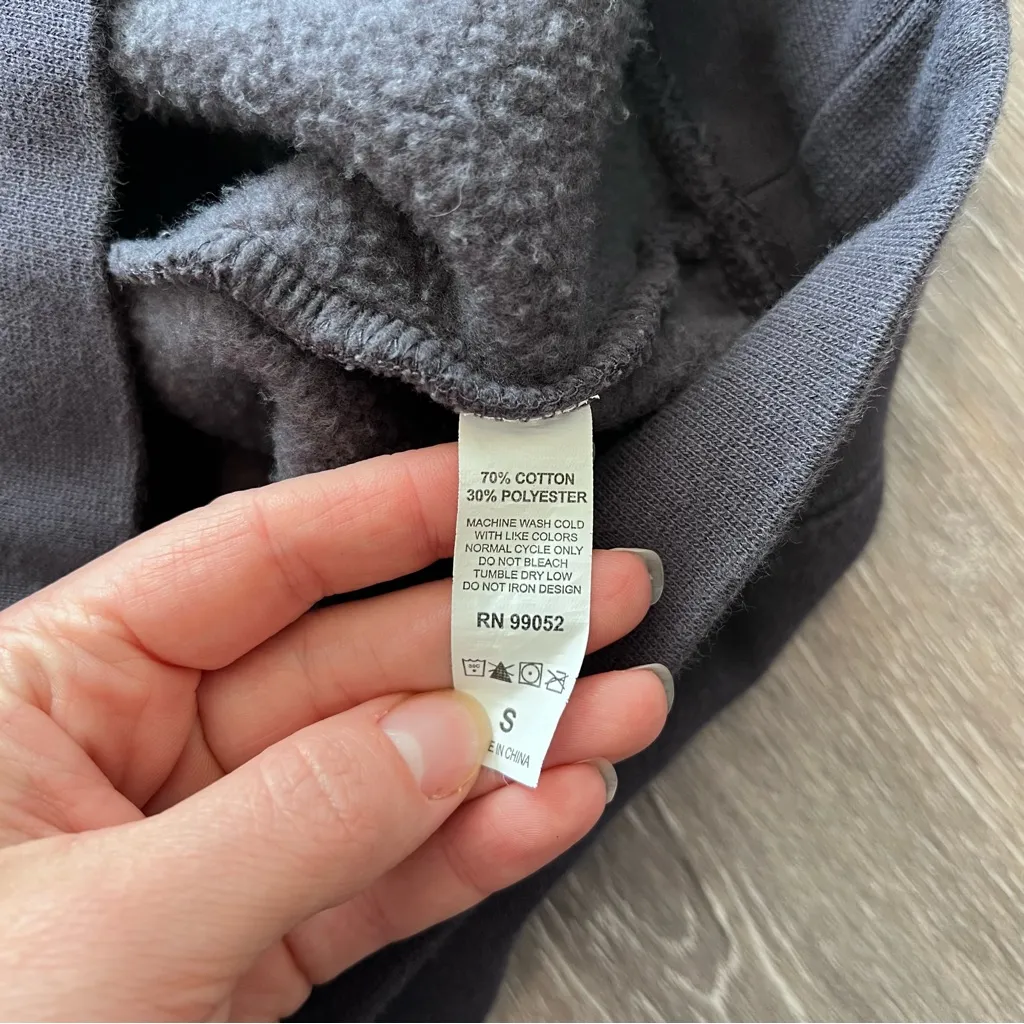 70% COTTON
30% POLYESTER
MACHINE WASH COLD
WITH LIKE COLORS
NORMAL CYCLE ONLY
DO NOT BLEACH
TUMBLE DRY LOW
DO NOT IRON DESIGN
RN 99052
S
IN CHINA